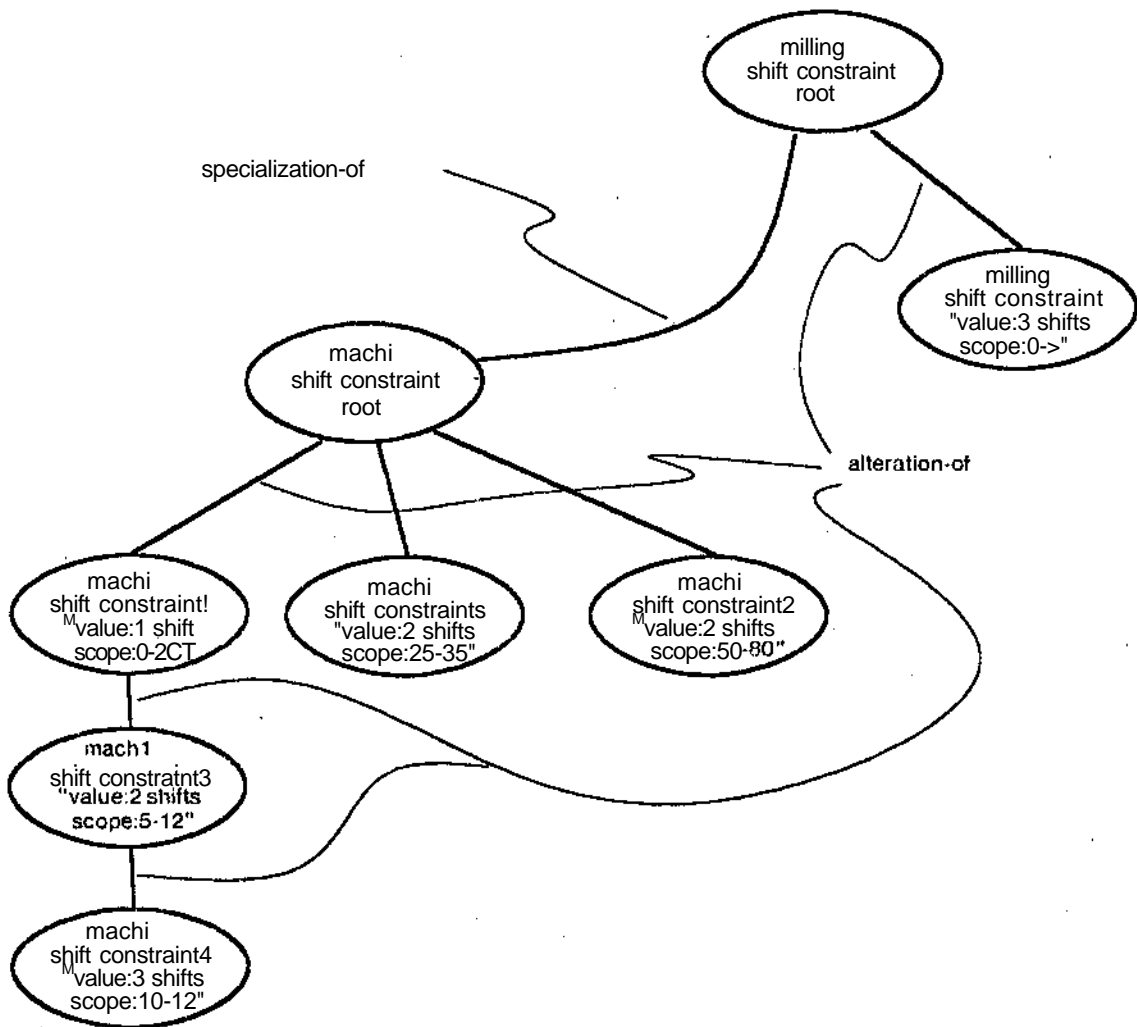 milling
shift constraint
root
specialization-of
milling
shift constraint
"value:3 shifts
scope:0->"
machi
shift constraint
root
alteration-of
machi
shift constraint!
Mvalue:1 shift
scope:0-2CT
machi
shift constraints
"value:2 shifts
scope:25-35"
machi
shift constraint2
Mvalue:2 shifts
scope:50-80"
mach1
shift constraint3
"value:2 shifts
scope:5-12"
machi
shift constraint4
Mvalue:3 shifts
scope:10-12"